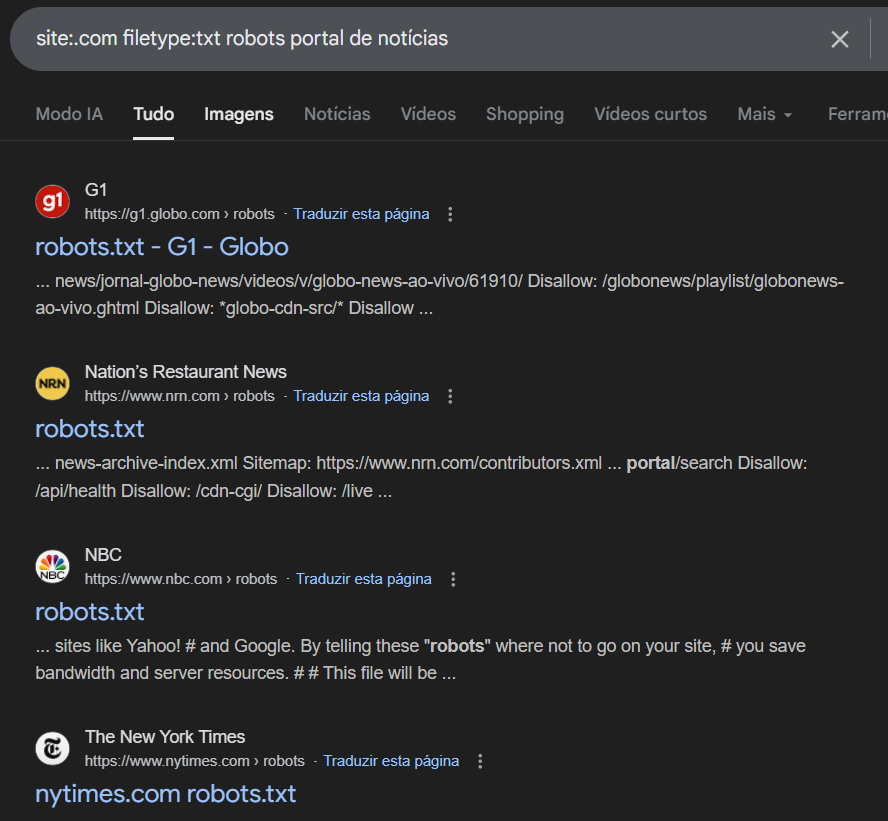 site:.com filetype:txt robots portal de notícias
Modo IA Tudo Imagens Notícias Vídeos Shopping Vídeos curtos Mais Ferram
g1 G1
https://g1.globo.com › robots · Traduzir esta página
robots.txt - G1 - Globo
... news/jornal-globo-news/videos/v/globo-news-ao-vivo/61910/ Disallow: /globonews/playlist/globonews-
ao-vivo.ghtml Disallow: *globo-cdn-src/* Disallow ...
NRN Nation’s Restaurant News
https://www.nrn.com › robots · Traduzir esta página
robots.txt
... news-archive-index.xml Sitemap: https://www.nrn.com/contributors.xml ... portal/search Disallow:
/api/health Disallow: /cdn-cgi/ Disallow: /live ...
NBC NBC
https://www.nbc.com › robots · Traduzir esta página
robots.txt
... sites like Yahoo! # and Google. By telling these "robots" where not to go on your site, # you save
bandwidth and server resources. # # This file will be ...
T The New York Times
https://www.nytimes.com › robots · Traduzir esta página
nytimes.com robots.txt